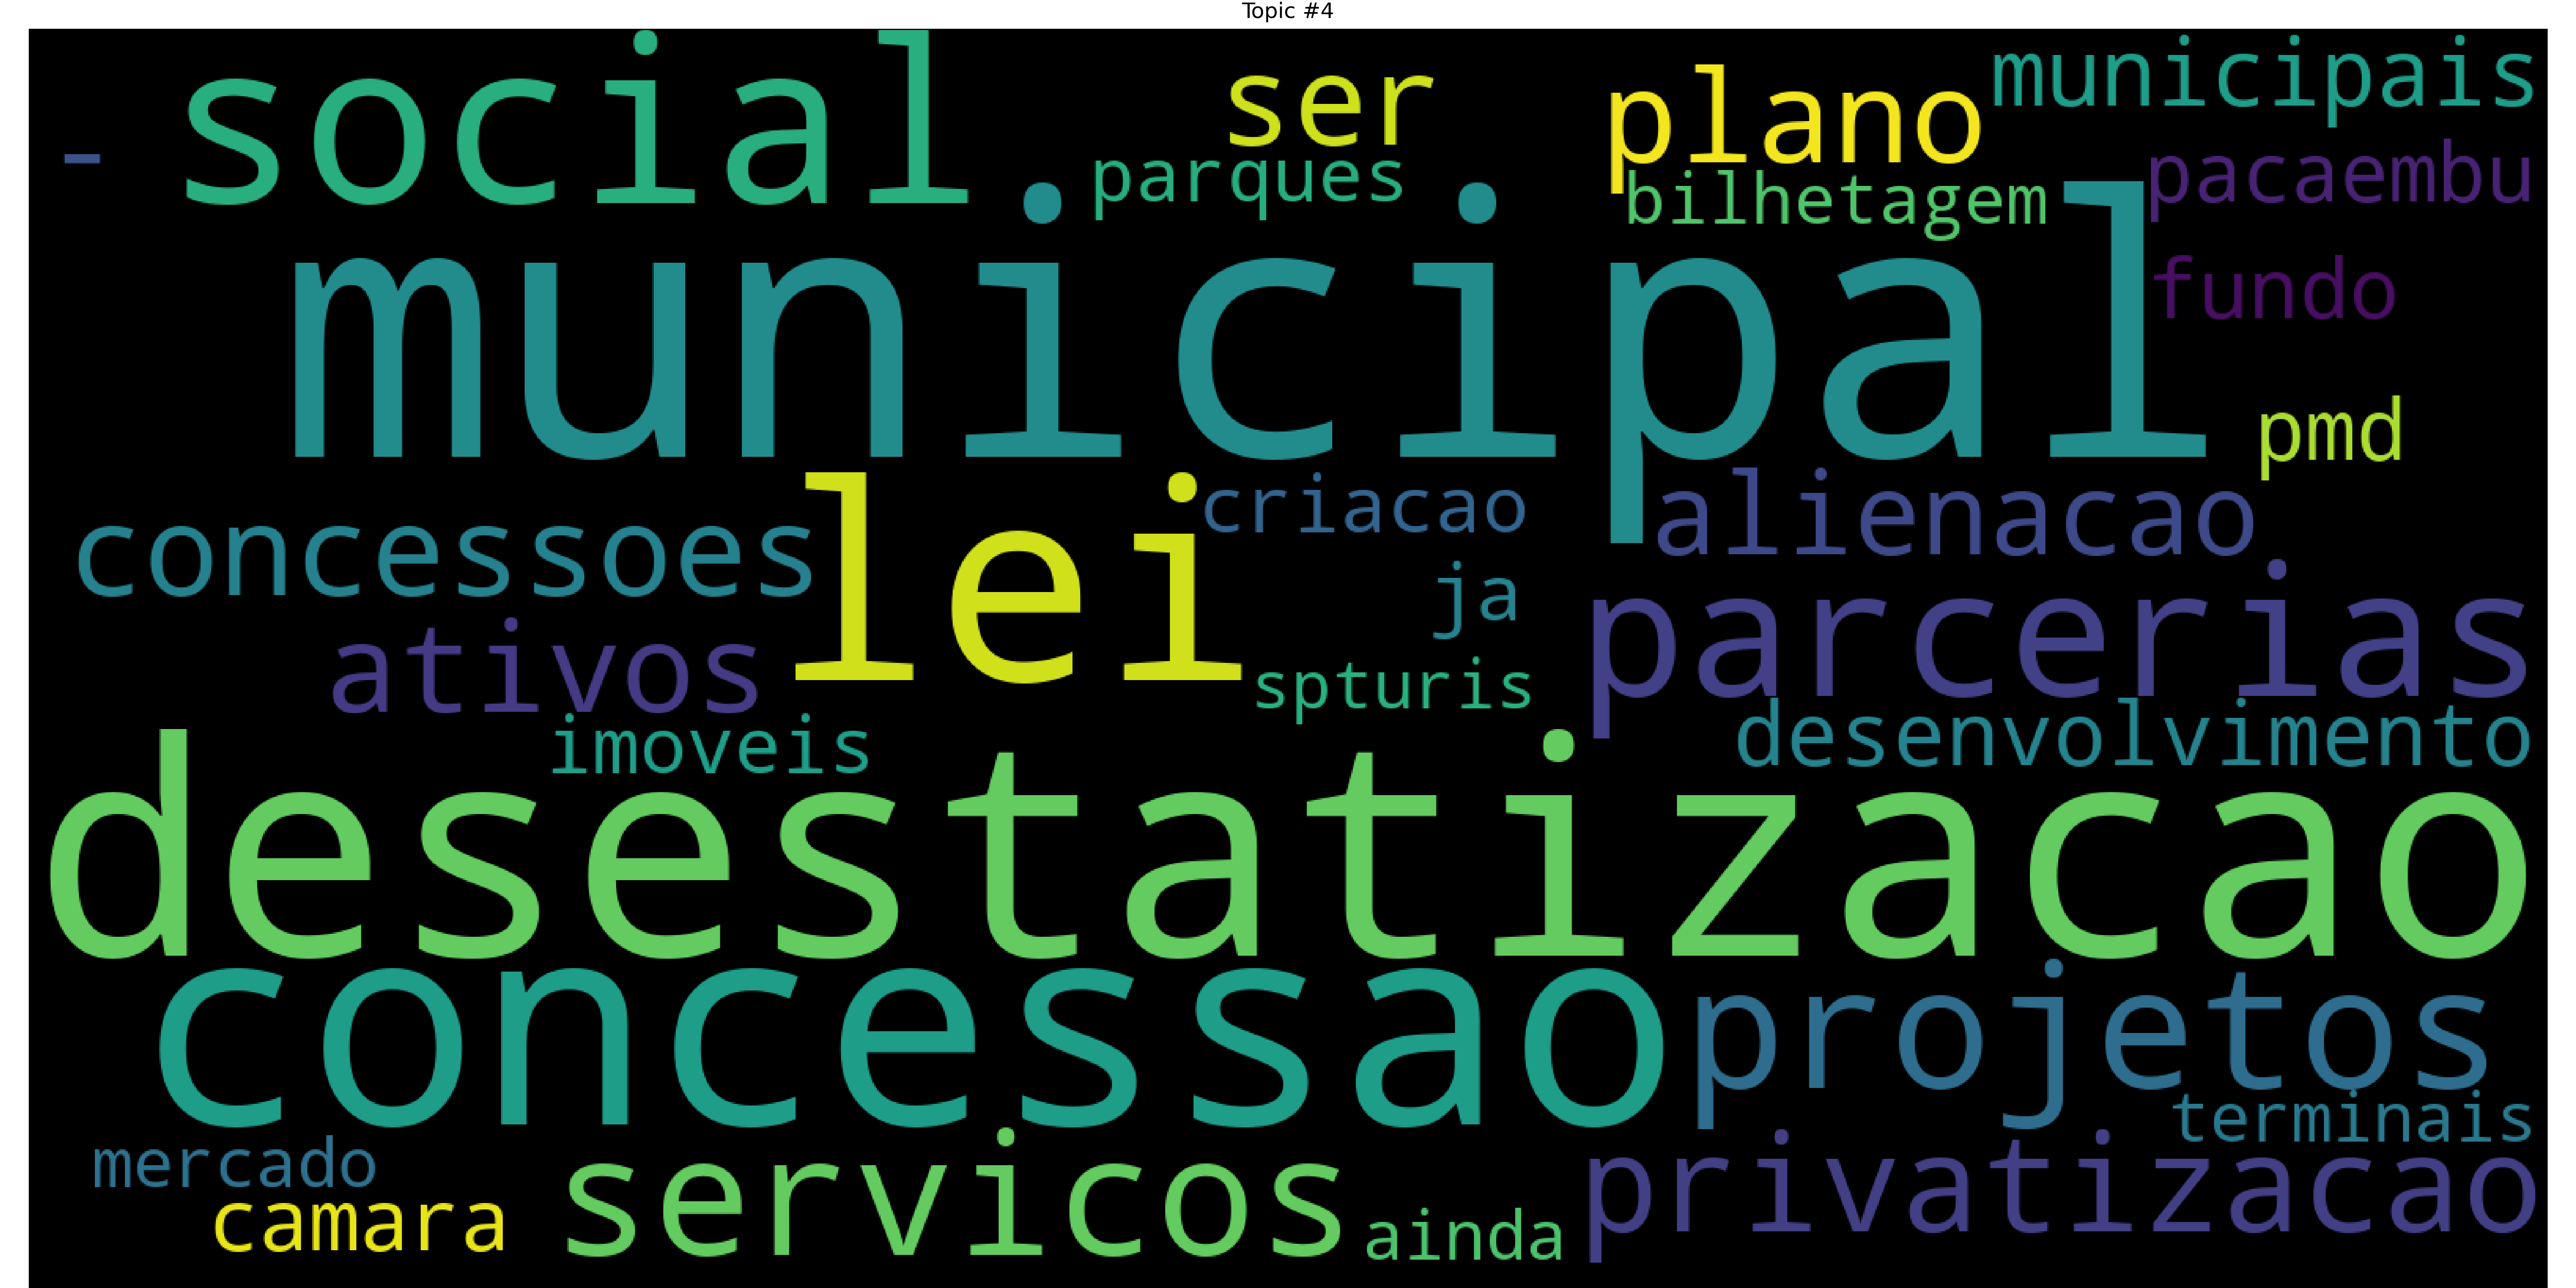 Topic #4
- social ser plano municipais
parques bilhetagem pacaembu
municipal fundo
pmd
concessoes lei criacao alienacao
ja parcerias
ativos spturis
imoveis desenvolvimento
desestatizacao
concessao projetos
terminais
mercado servicos privatizacao
camara ainda